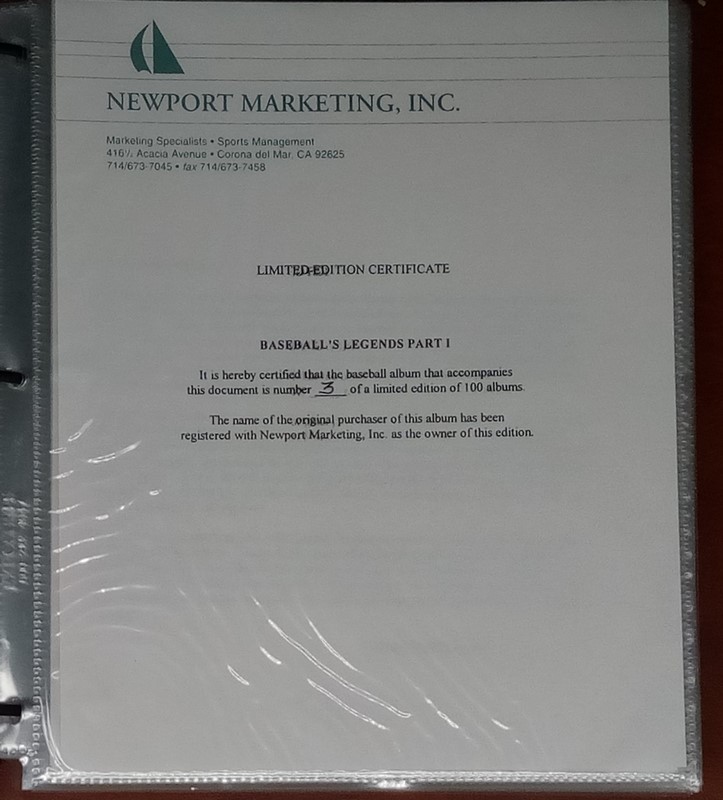 NEWPORT MARKETING, INC.
Marketing Specialists • Sports Management
416½ Acacia Avenue • Corona del Mar, CA 92625
714/673-7045 • fax 714/673-7458
LIMITED EDITION CERTIFICATE
BASEBALL'S LEGENDS PART I
It is hereby certified that the baseball album that accompanies
this document is number 3 of a limited edition of 100 albums.
The name of the original purchaser of this album has been
registered with Newport Marketing, Inc. as the owner of this edition.